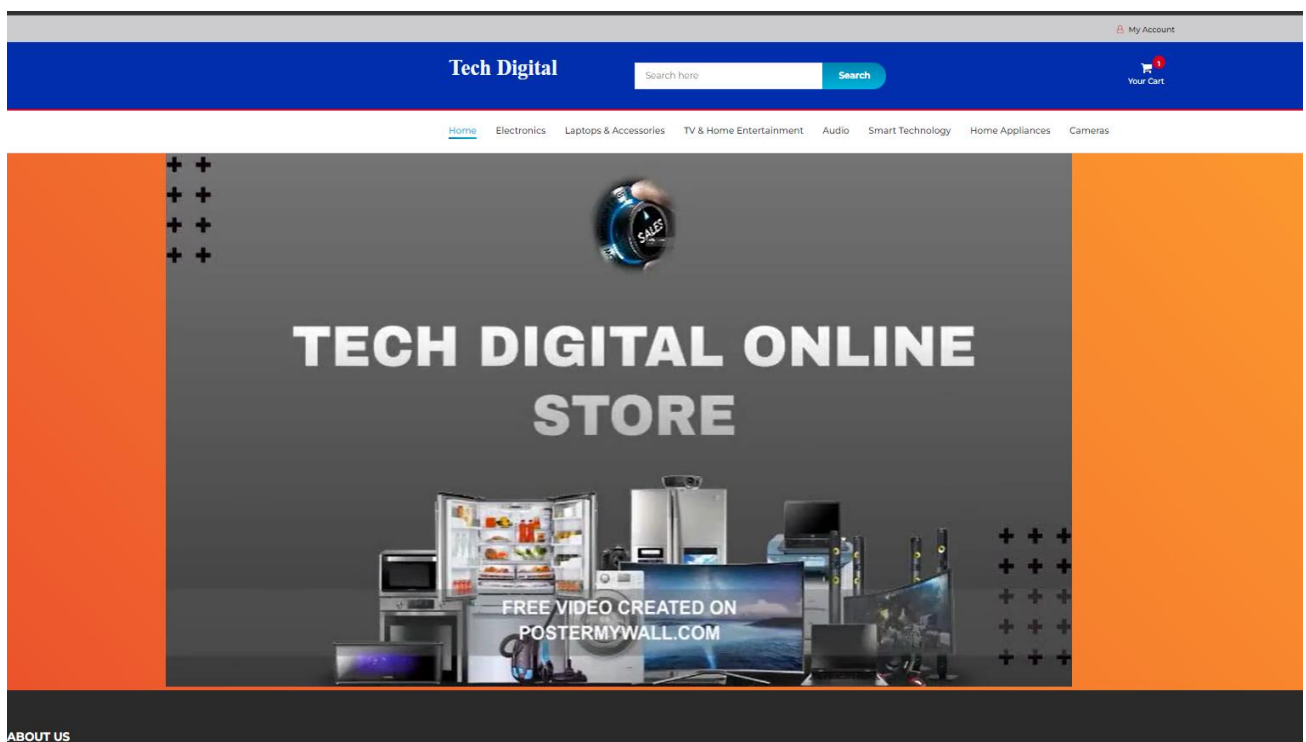 My Account
Tech Digital
Search here
Search
1
Your Cart
Home Electronics Laptops & Accessories TV & Home Entertainment Audio Smart Technology Home Appliances Cameras
SALES
TECH DIGITAL ONLINE
STORE
FREE VIDEO CREATED ON
POSTERMYWALL.COM
ABOUT US